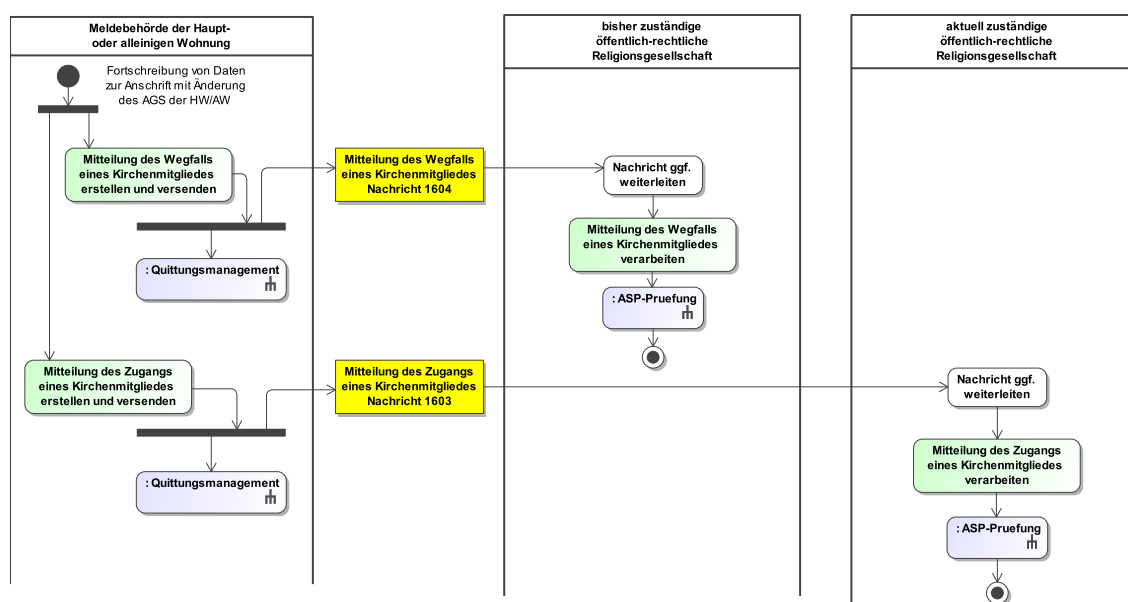 Meldebehörde der Haupt-
oder alleinigen Wohnung
bisher zuständige
öffentlich-rechtliche
Religionsgesellschaft
aktuell zuständige
öffentlich-rechtliche
Religionsgesellschaft
Fortschreibung von Daten
zur Anschrift mit Änderung
des AGS der HW/AW
Mitteilung des Wegfalls
eines Kirchenmitgliedes
erstellen und versenden
Mitteilung des Wegfalls
eines Kirchenmitgliedes
Nachricht 1604
Nachricht ggf.
weiterleiten
Mitteilung des Wegfalls
eines Kirchenmitgliedes
verarbeiten
: Quittungsmanagement
: ASP-Pruefung
Mitteilung des Zugangs
eines Kirchenmitgliedes
erstellen und versenden
Mitteilung des Zugangs
eines Kirchenmitgliedes
Nachricht 1603
Nachricht ggf.
weiterleiten
Mitteilung des Zugangs
eines Kirchenmitgliedes
verarbeiten
: Quittungsmanagement
: ASP-Pruefung